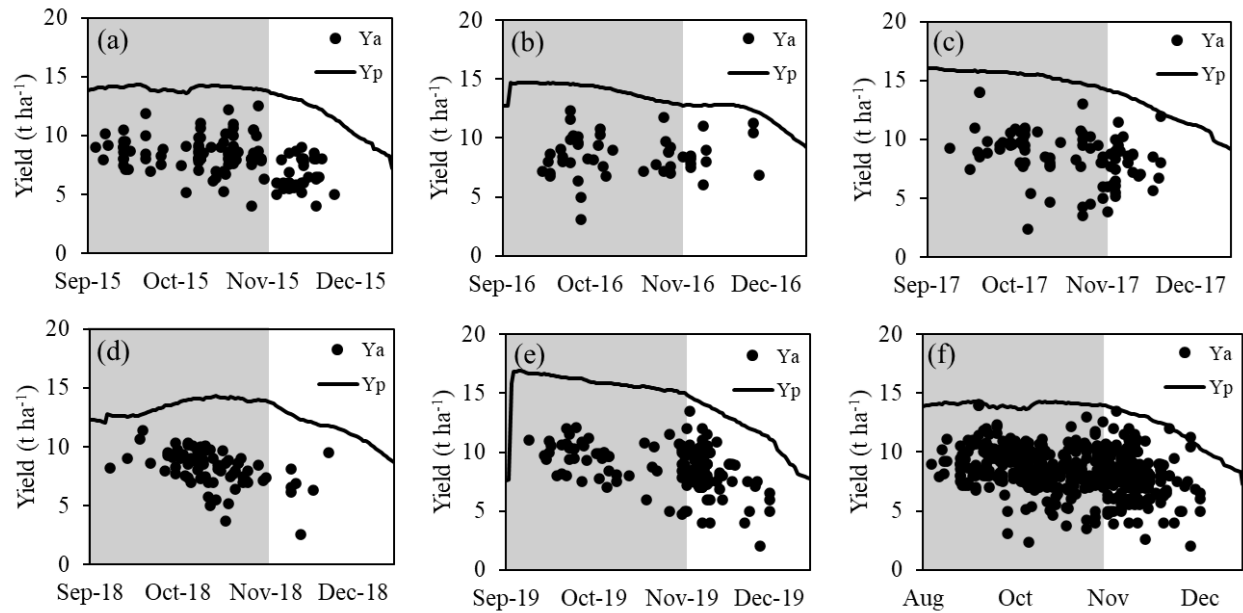 20
(a)
Ya
Yp
15
10
5
0
Yield (t ha⁻¹)
Sep-15 Oct-15 Nov-15 Dec-15
20
(b)
Ya
Yp
15
10
5
0
Yield (t ha⁻¹)
Sep-16 Oct-16 Nov-16 Dec-16
20
(c)
Ya
Yp
15
10
5
0
Yield (t ha⁻¹)
Sep-17 Oct-17 Nov-17 Dec-17
20
(d)
Ya
Yp
15
10
5
0
Yield (t ha⁻¹)
Sep-18 Oct-18 Nov-18 Dec-18
20
(e)
Ya
Yp
15
10
5
0
Yield (t ha⁻¹)
Sep-19 Oct-19 Nov-19 Dec-19
20
(f)
Ya
Yp
15
10
5
0
Yield (t ha⁻¹)
Aug Oct Nov Dec